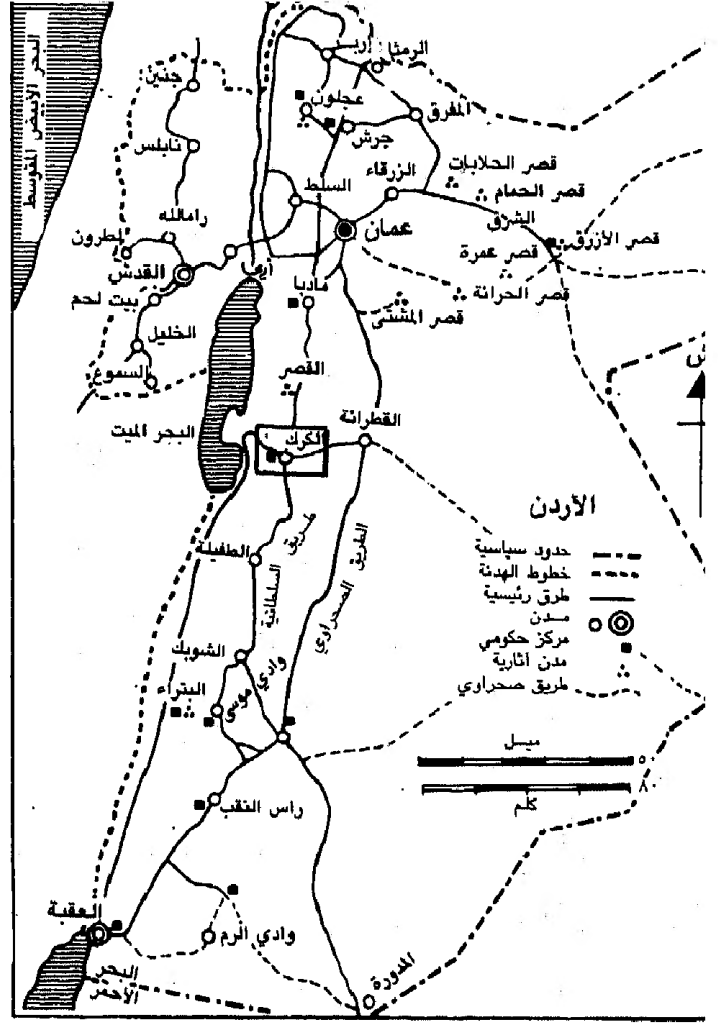 البحر الأبيض المتوسط
إربد
الرمثا
جنين
عجلون
المفرق
جرش
نابلس
قصر الحلابات
الزرقاء
السلط
قصر الحمام
رامالله
الشرق
عمان
قصر الأزرق
المطرون
قصر عمرة
القدس
أريحا
مادبا
قصر الحرانة
بيت لحم
قصر المشتى
الخليل
القصر
السموع
القطرانة
البحر الميت
الكرك
الأردن
طريق السلطانية
الطريق الصحراوي
حدود سياسية
الطفيلة
خطوط الهدنة
طرق رئيسية
مدن
مركز حكومي
الشوبك
مدن أثارية
وادي موسى
البتراء
طريق صحراوي
ميل
٥٠
٨٠
كلم
راس النقب
العقبة
وادي الرم
المدورة
البحر
الأحمر